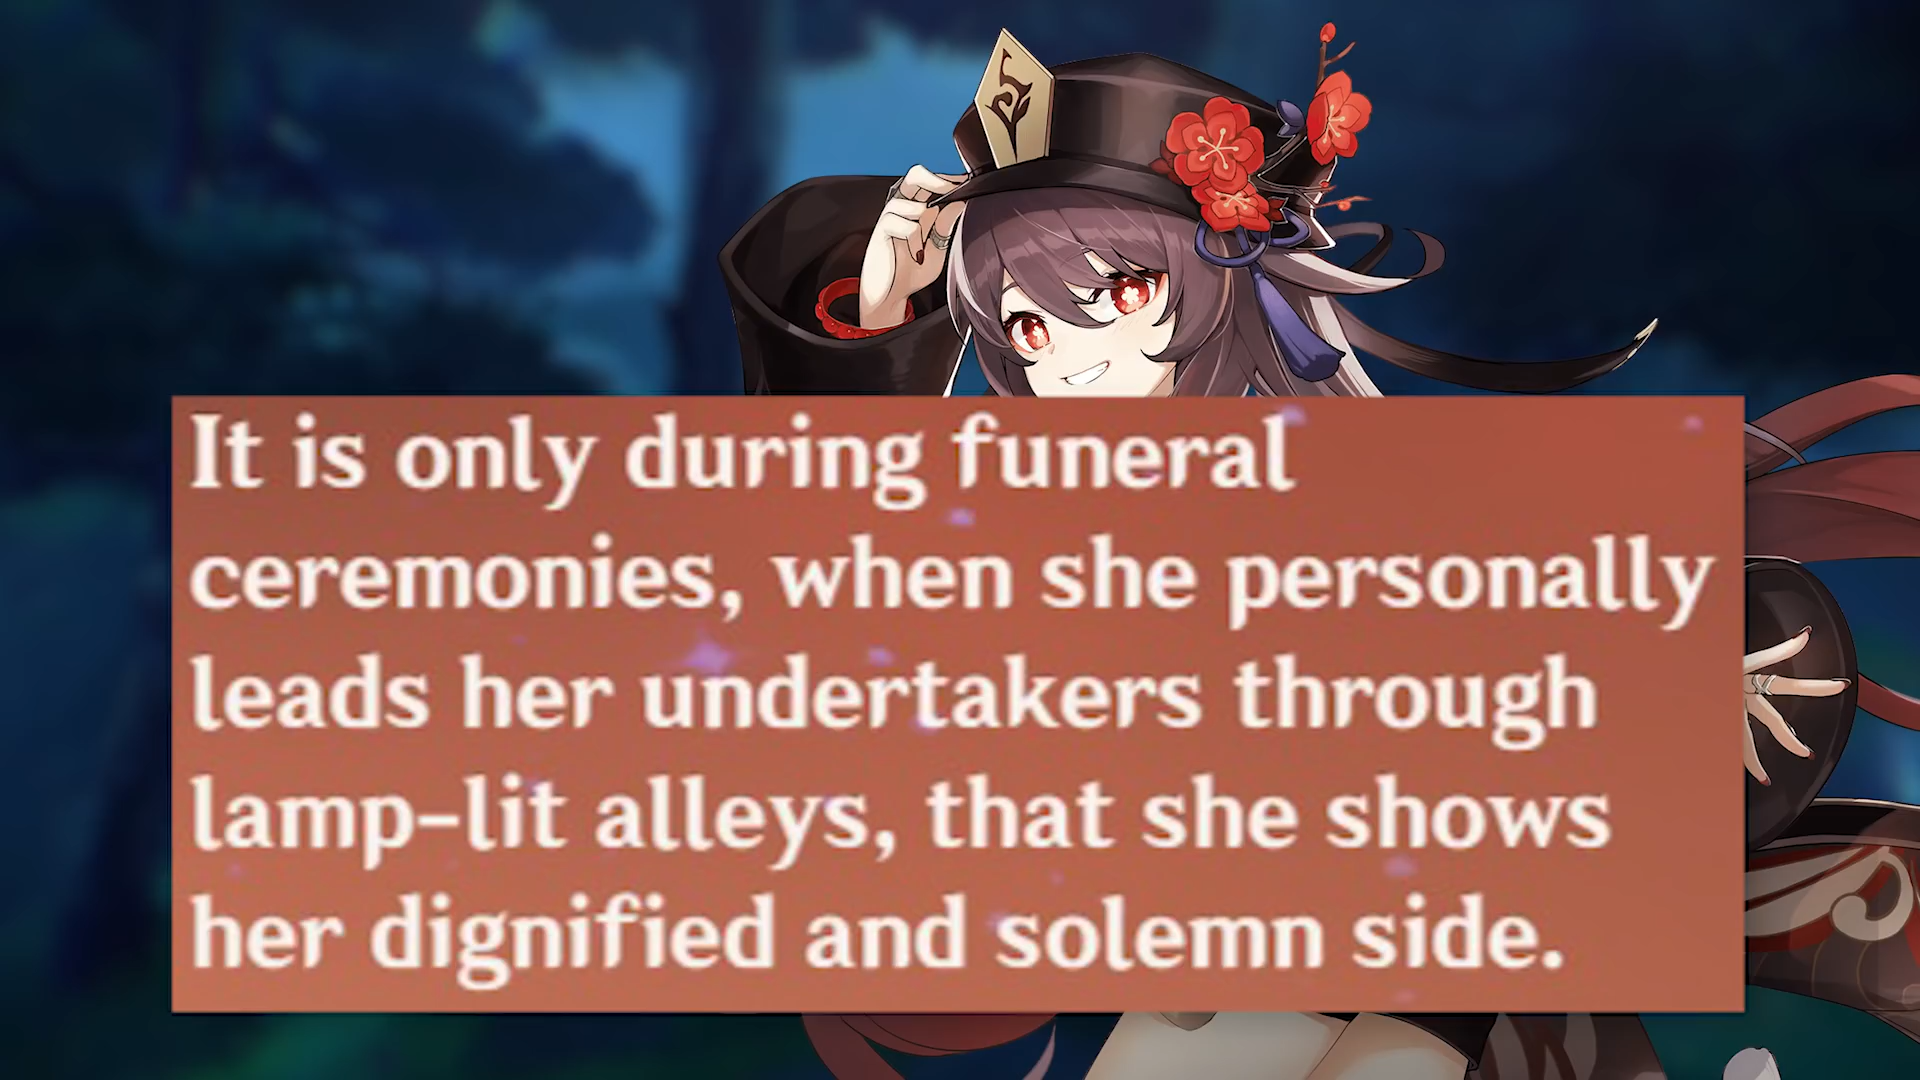 It is only during funeral
ceremonies, when she personally
leads her undertakers through
lamp-lit alleys, that she shows
her dignified and solemn side.